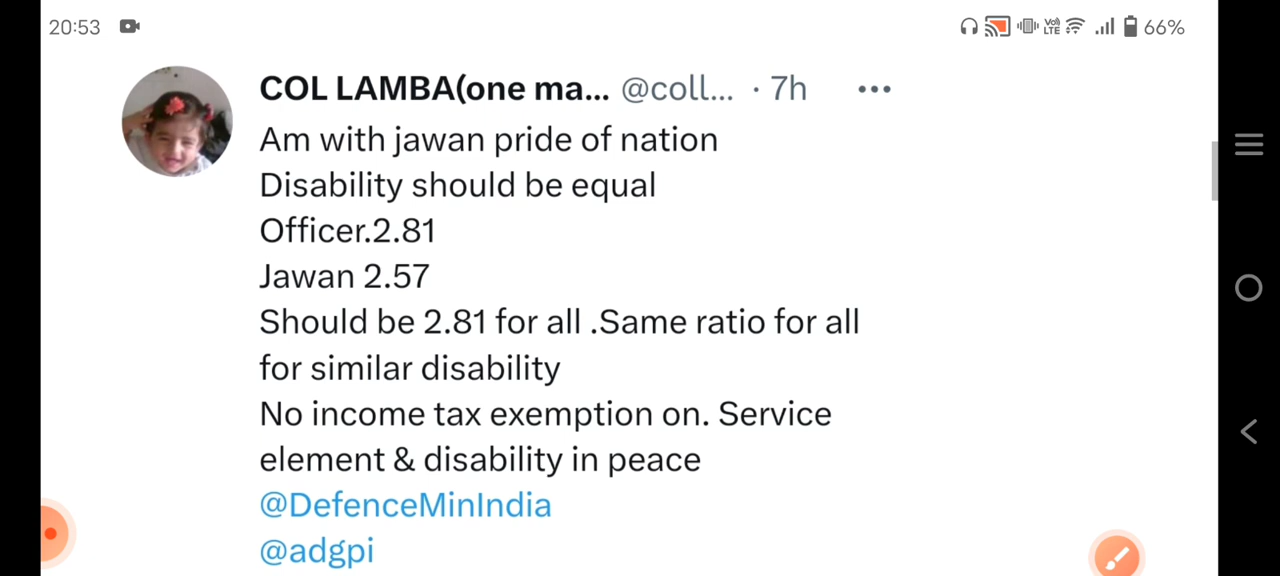 20:53
Vo) LTE 66%
COL LAMBA(one ma... @coll... · 7h
Am with jawan pride of nation
Disability should be equal
Officer.2.81
Jawan 2.57
Should be 2.81 for all .Same ratio for all
for similar disability
No income tax exemption on. Service
element & disability in peace
@DefenceMinIndia
@adgpi